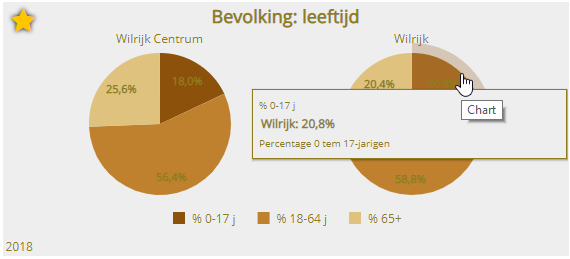 Bevolking: leeftijd
Wilrijk Centrum
Wilrijk
18,0%
25,6%
56,4%
20,4%
% 0-17 j
Wilrijk: 20,8%
Percentage 0 tem 17-jarigen
Chart
58,8%
% 0-17 j
% 18-64 j
% 65+
2018